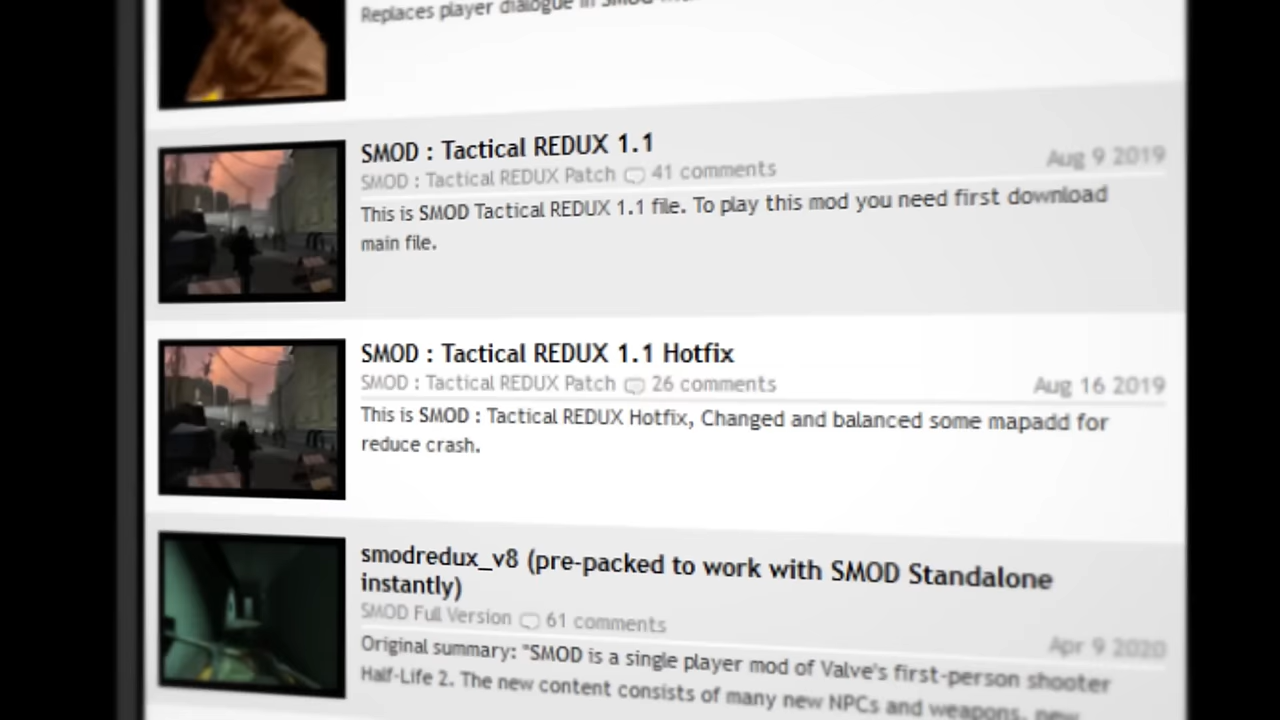 Replaces player dialogue in SMOD
SMOD : Tactical REDUX 1.1
SMOD : Tactical REDUX Patch 41 comments
Aug 9 2019
This is SMOD Tactical REDUX 1.1 file. To play this mod you need first download
main file.
SMOD : Tactical REDUX 1.1 Hotfix
SMOD : Tactical REDUX Patch 26 comments
Aug 16 2019
This is SMOD : Tactical REDUX Hotfix, Changed and balanced some mapadd for
reduce crash.
smodredux_v8 (pre-packed to work with SMOD Standalone
instantly)
SMOD Full Version 61 comments
Apr 9 2020
Original summary: "SMOD is a single player mod of Valve's first-person shooter
Half-Life 2. The new content consists of many new NPCs and weapons, new